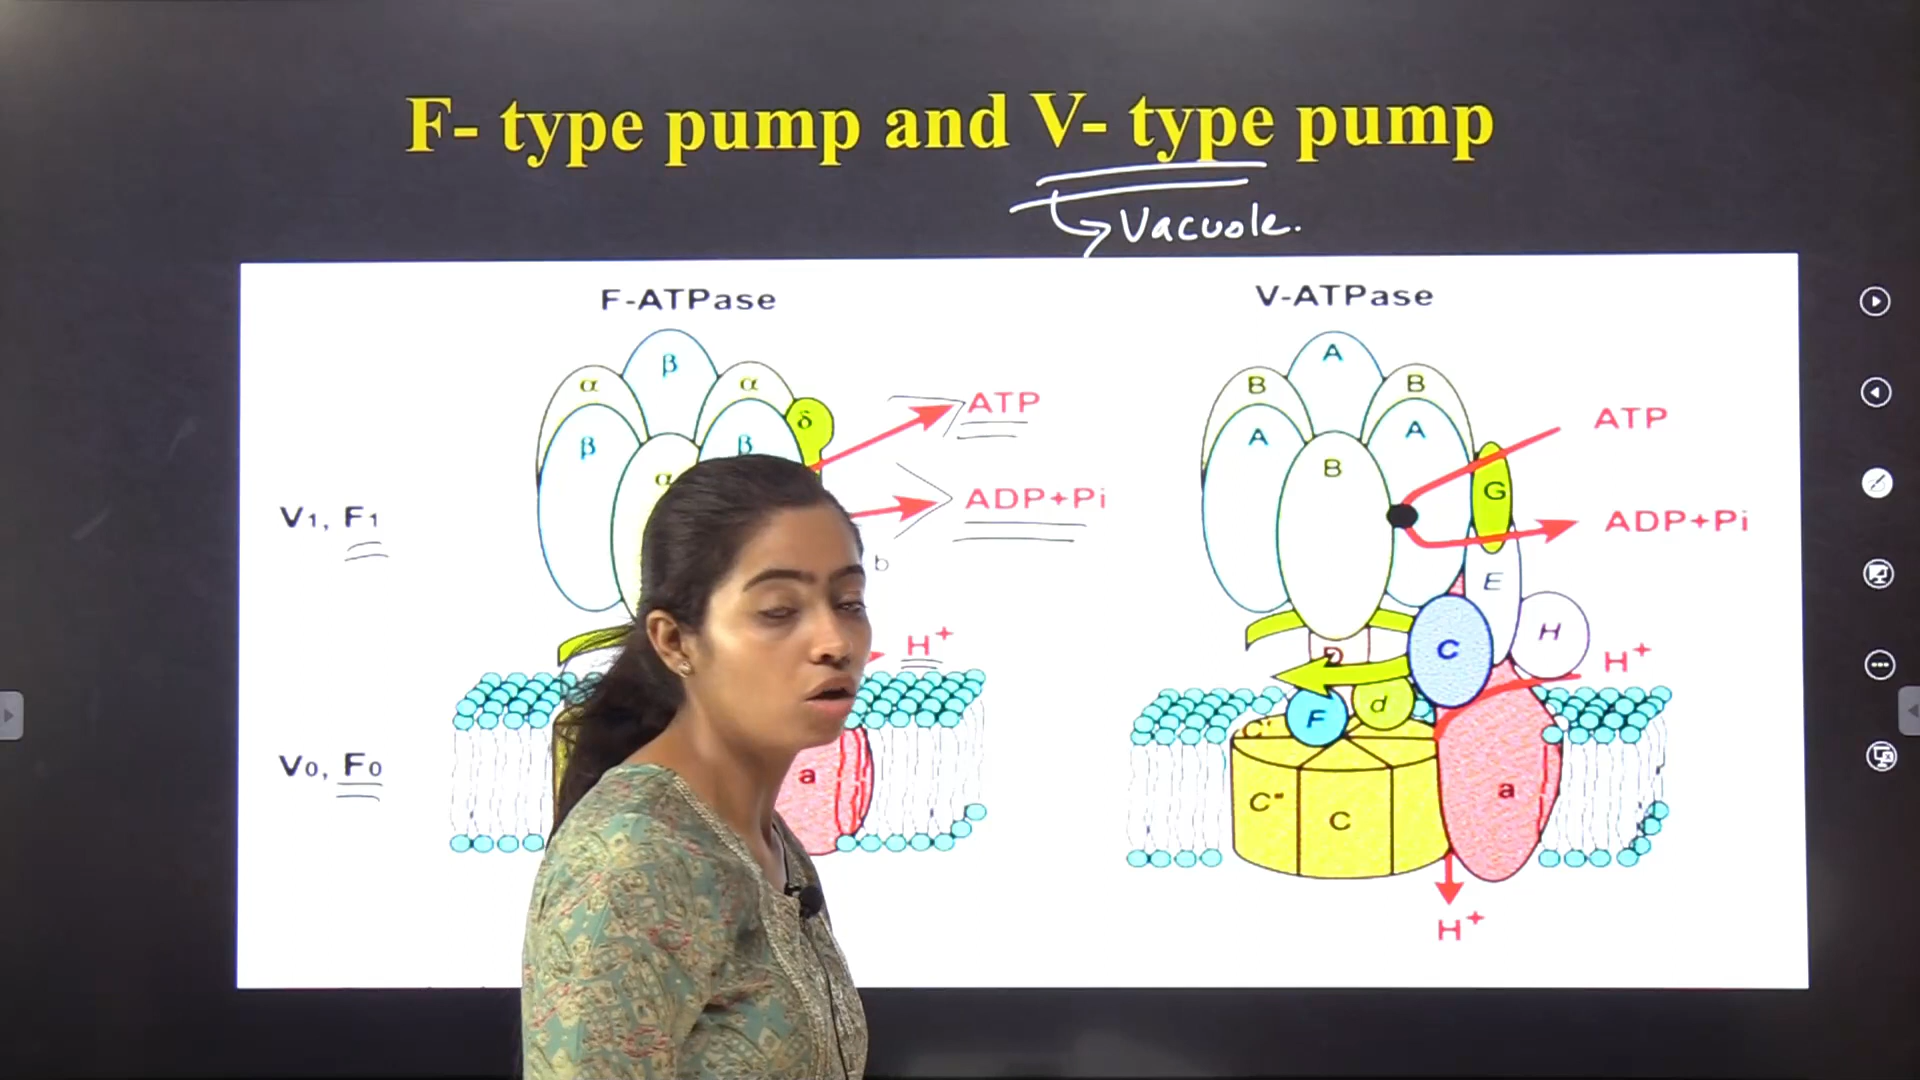 F- type pump and V- type pump
Vacuole.
F-ATPase
V-ATPase
β
α
α
β
β
α
δ
ATP
ADP+Pi
b
H+
V1, F1
V0, F0
a
A
B
B
A
A
B
ATP
G
ADP+Pi
E
H
C
D
H+
d
F
C'
C"
C
a
H+